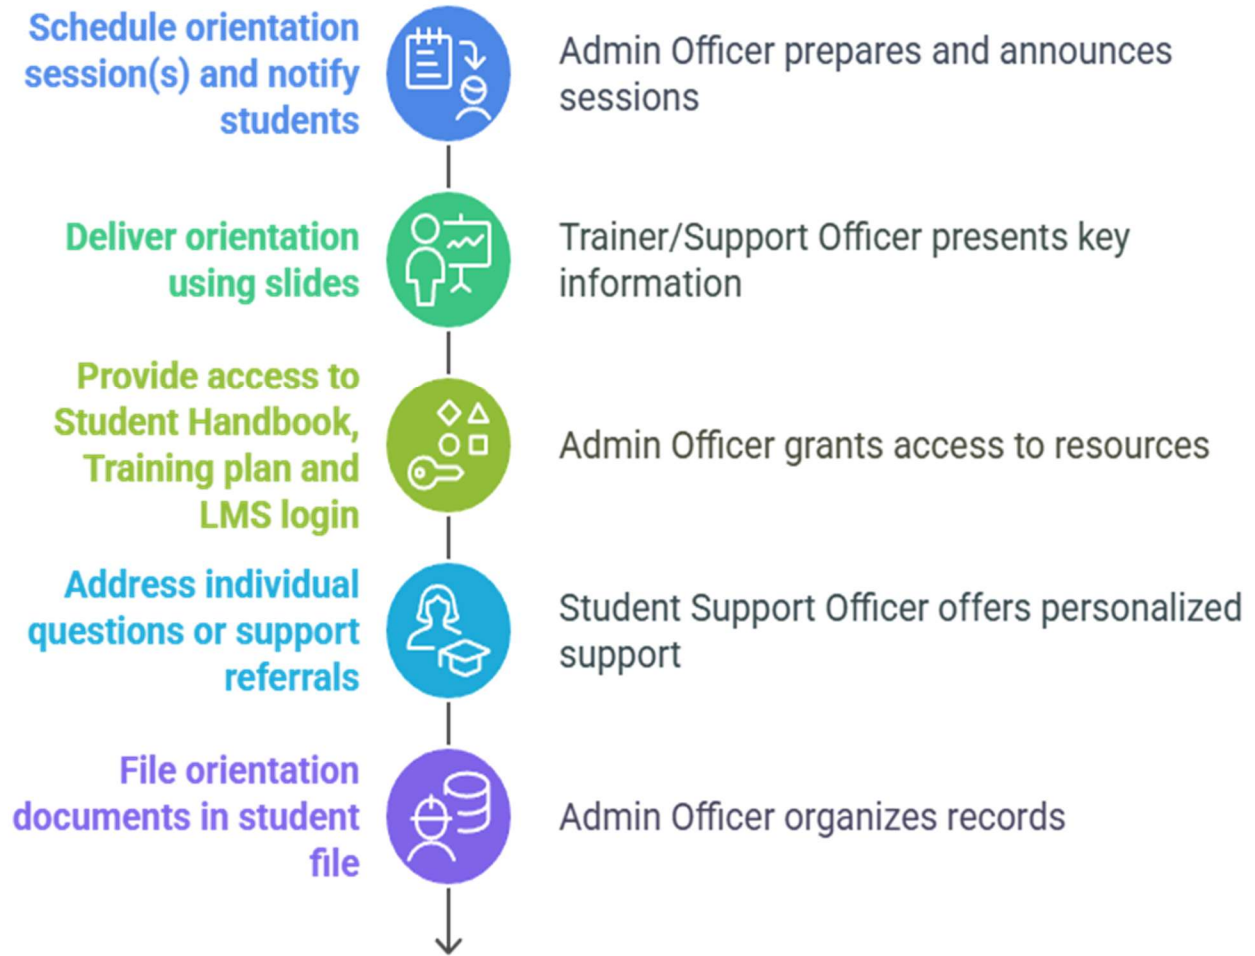 Schedule orientation
session(s) and notify
students
Admin Officer prepares and announces
sessions
Deliver orientation
using slides
Trainer/Support Officer presents key
information
Provide access to
Student Handbook,
Training plan and
LMS login
Admin Officer grants access to resources
Address individual
questions or support
referrals
Student Support Officer offers personalized
support
File orientation
documents in student
file
Admin Officer organizes records